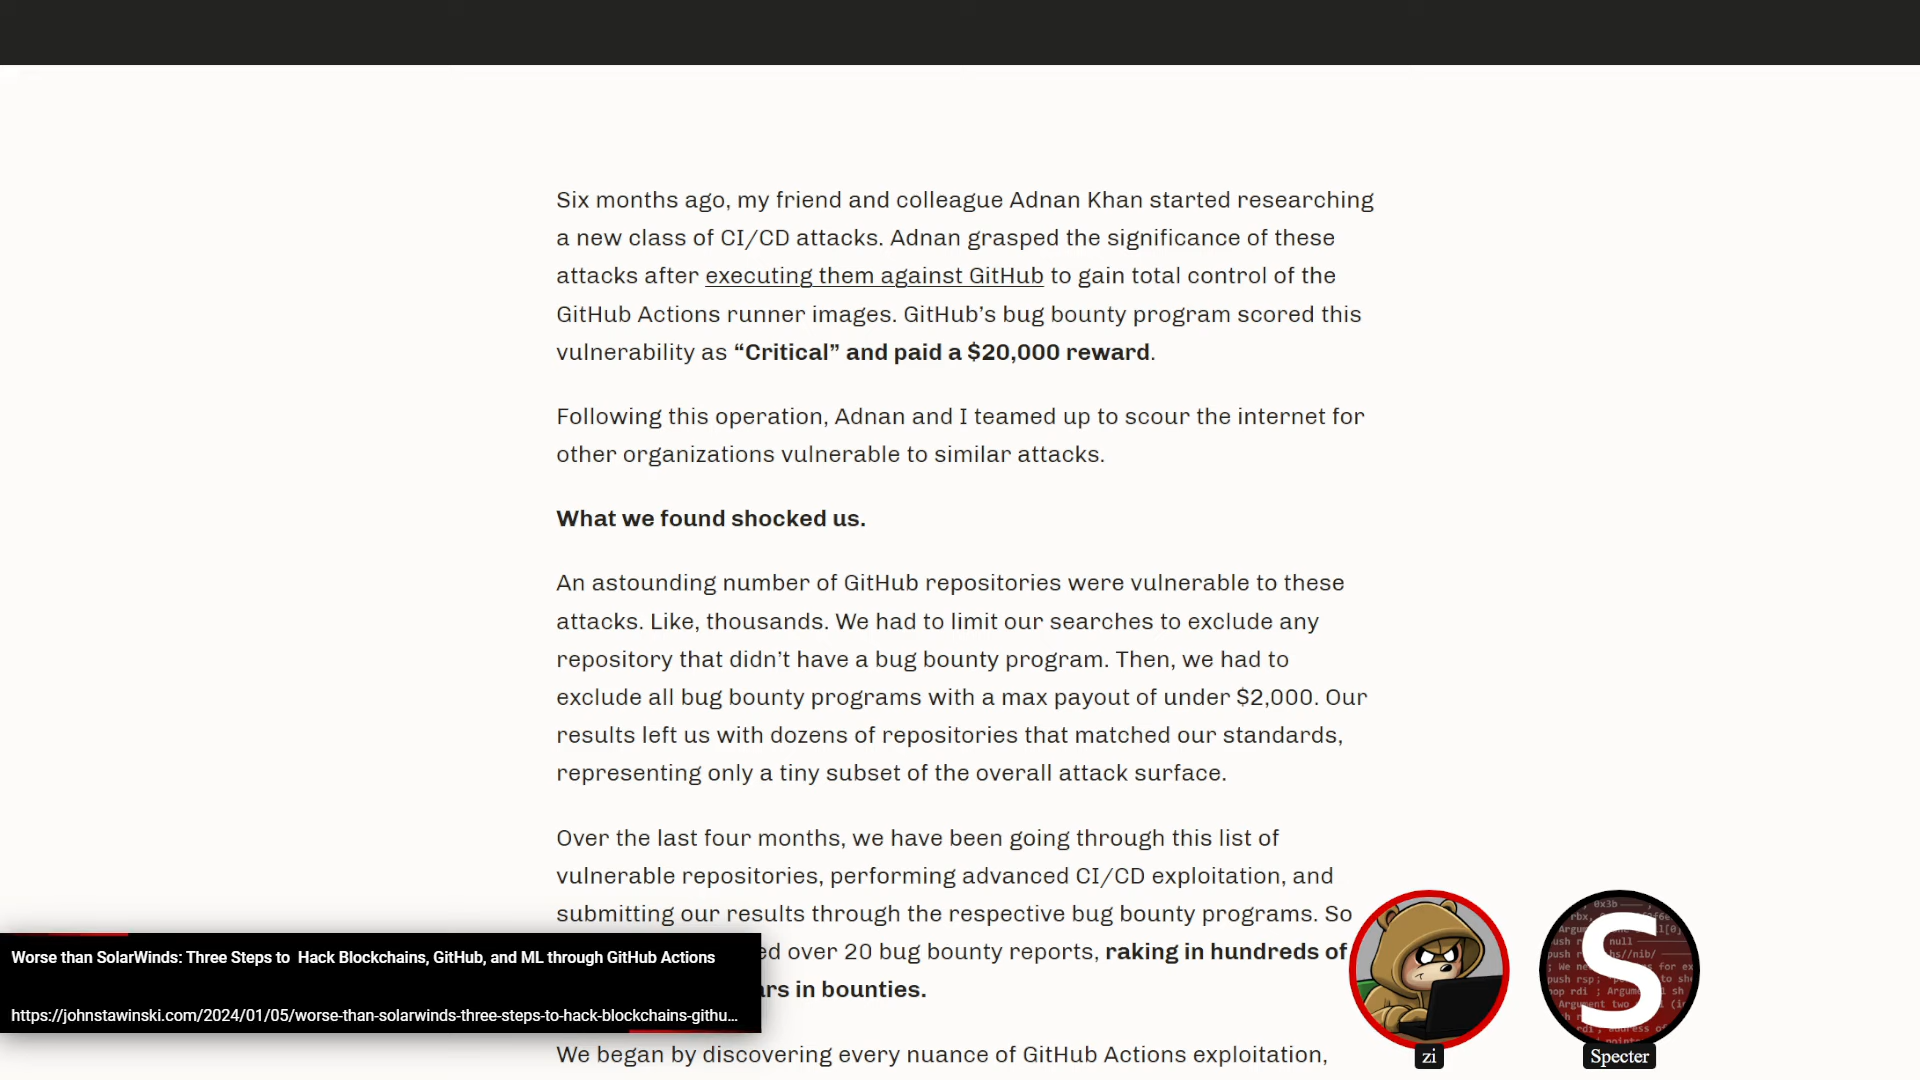 Six months ago, my friend and colleague Adnan Khan started researching
a new class of CI/CD attacks. Adnan grasped the significance of these
attacks after executing them against GitHub to gain total control of the
GitHub Actions runner images. GitHub’s bug bounty program scored this
vulnerability as “Critical” and paid a $20,000 reward.
Following this operation, Adnan and I teamed up to scour the internet for
other organizations vulnerable to similar attacks.
What we found shocked us.
An astounding number of GitHub repositories were vulnerable to these
attacks. Like, thousands. We had to limit our searches to exclude any
repository that didn’t have a bug bounty program. Then, we had to
exclude all bug bounty programs with a max payout of under $2,000. Our
results left us with dozens of repositories that matched our standards,
representing only a tiny subset of the overall attack surface.
Over the last four months, we have been going through this list of
vulnerable repositories, performing advanced CI/CD exploitation, and
submitting our results through the respective bug bounty programs. So
ed over 20 bug bounty reports, raking in hundreds of
ars in bounties.
We began by discovering every nuance of GitHub Actions exploitation,
Worse than SolarWinds: Three Steps to Hack Blockchains, GitHub, and ML through GitHub Actions
https://johnstawinski.com/2024/01/05/worse-than-solarwinds-three-steps-to-hack-blockchains-githu...
zi
S
Specter